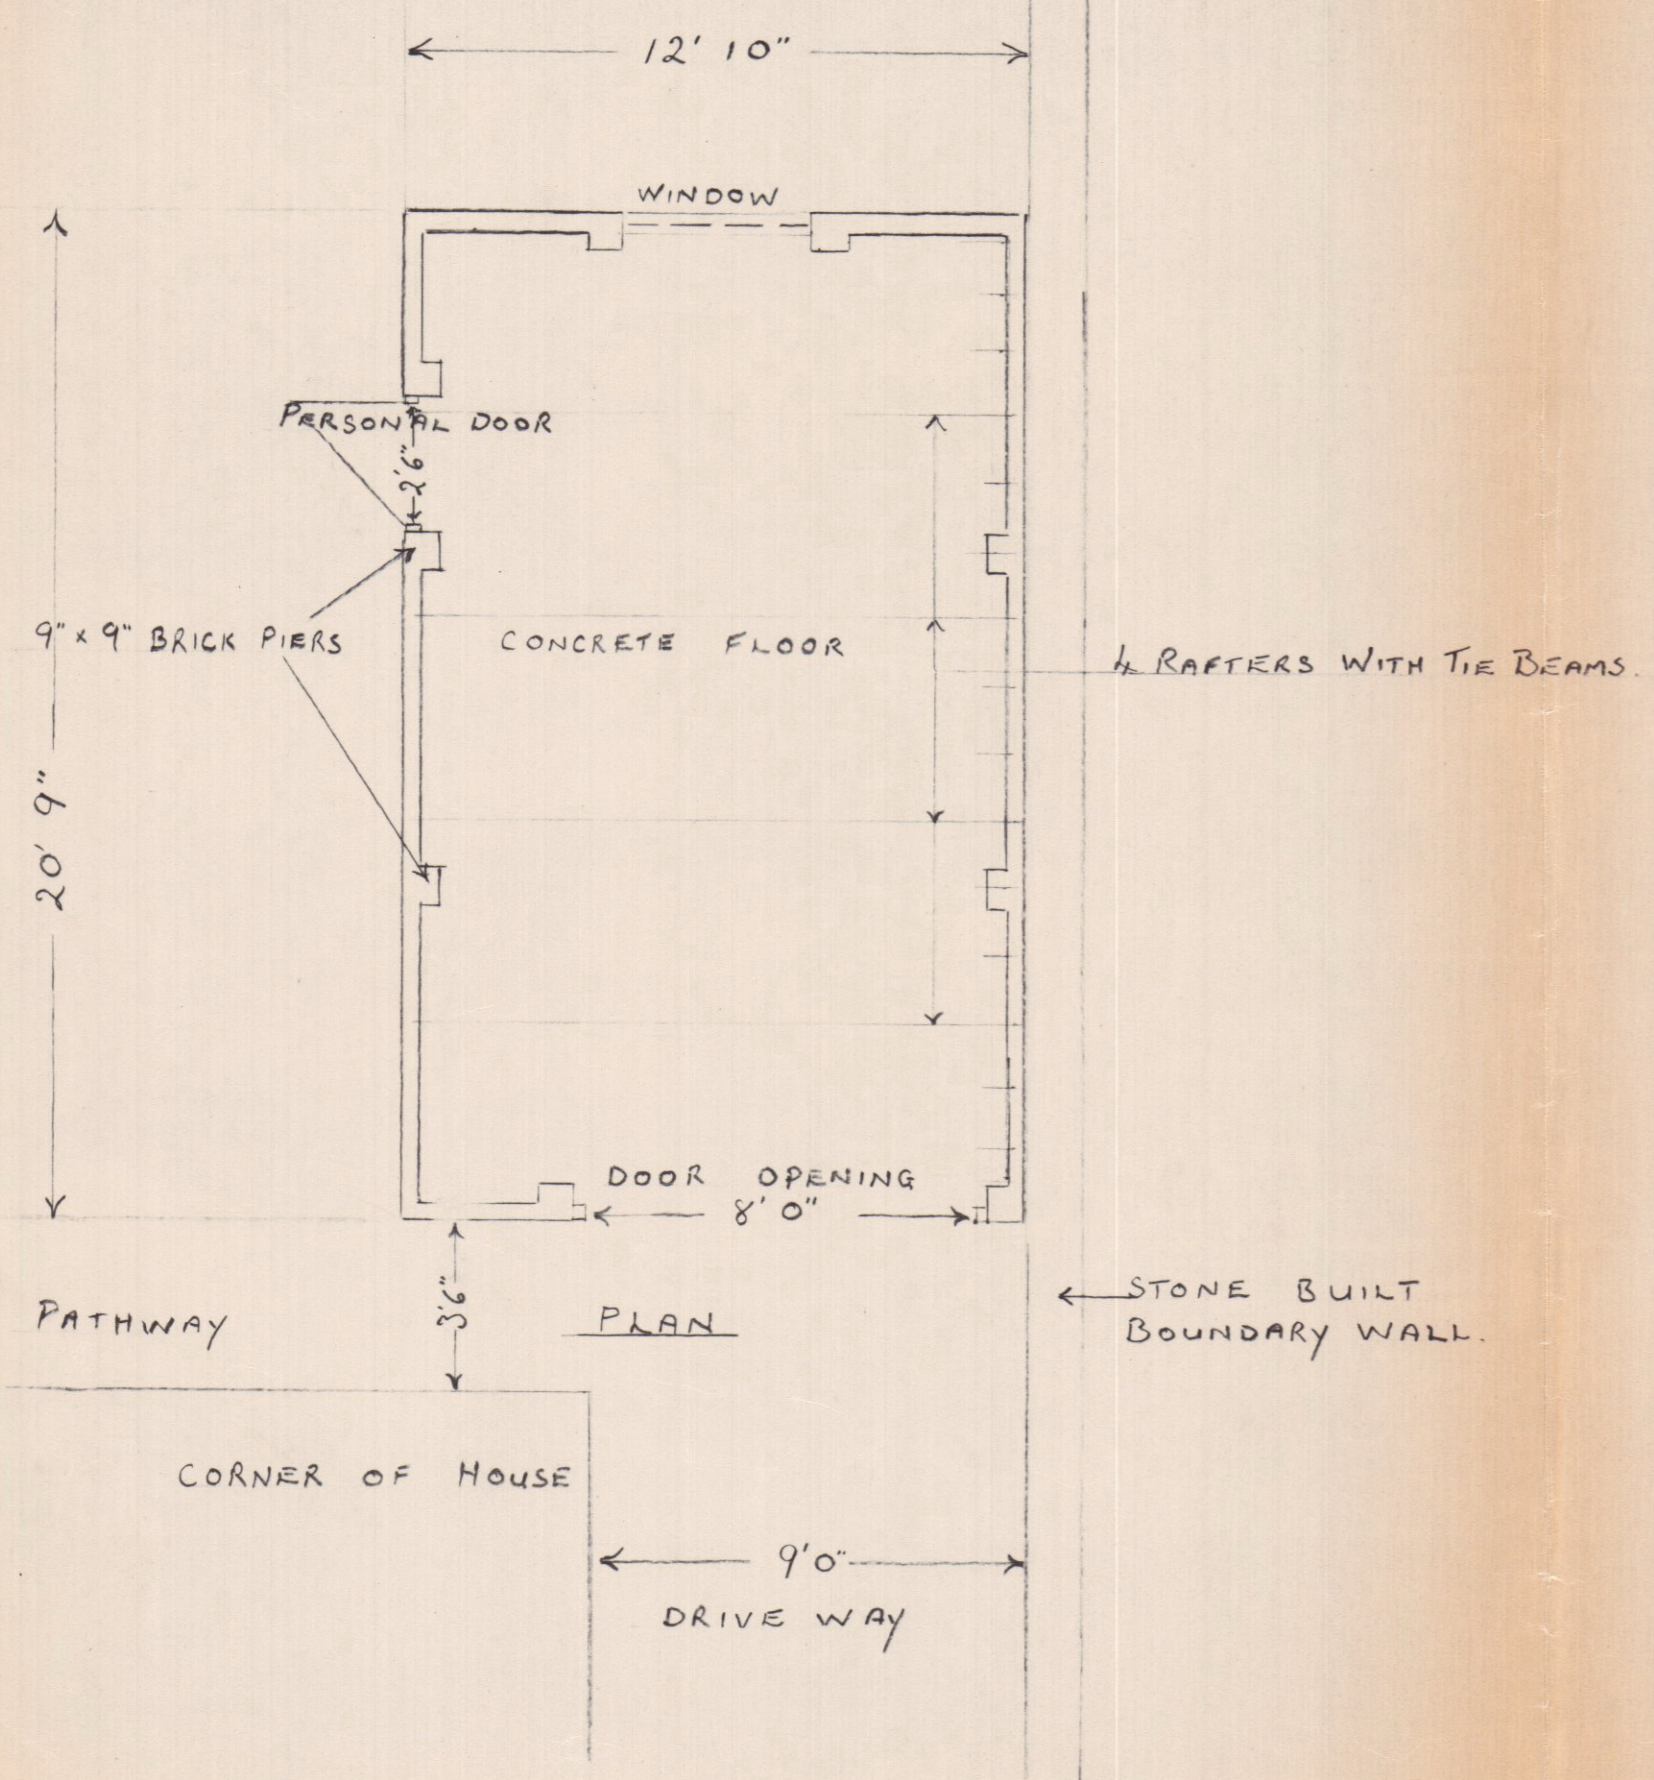 12' 10"
WINDOW
PERSONAL DOOR
2'6"
9" x 9" BRICK PIERS
CONCRETE FLOOR
4 RAFTERS WITH TIE BEAMS.
20' 9"
DOOR OPENING
8' 0"
3'6"
PATHWAY
PLAN
STONE BUILT
BOUNDARY WALL.
CORNER OF HOUSE
9' 0"
DRIVE WAY